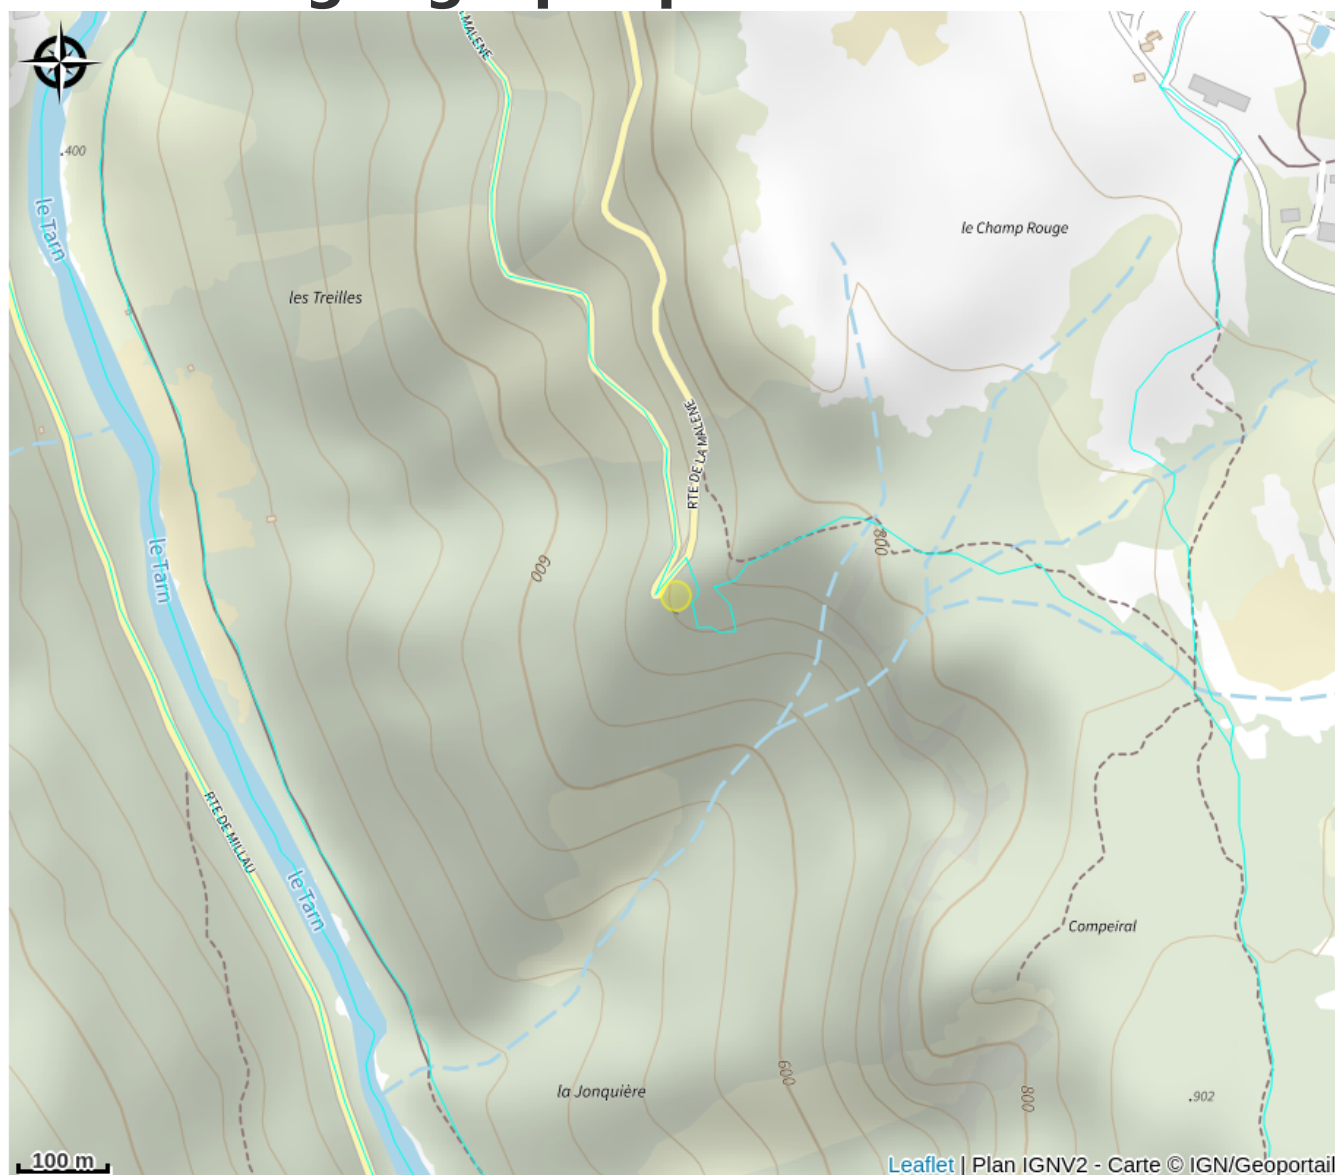 MALENE
.400
le Tarn
le Champ Rouge
les Treilles
RTE DE LA MALENE
800
600
le Tarn
RTE DE MILLAU
le Tarn
Compeiral
600
la Jonquière
800
.902
100 m
Leaflet | Plan IGNV2 - Carte © IGN/Geoportail